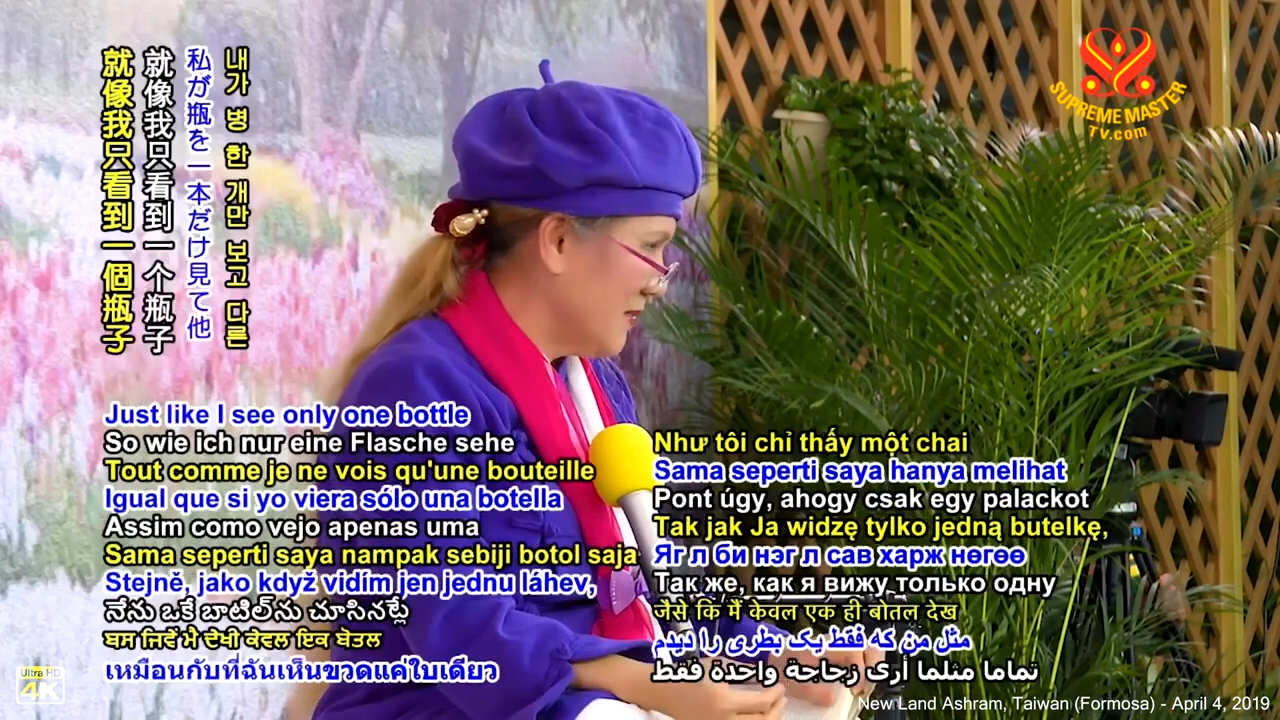 就像我只看到一個瓶子
就像我只看到一个瓶子
私が瓶を一本だけ見て他
내가 병 한 개만 보고 다른
SUPREME MASTER
TV.com
Just like I see only one bottle
So wie ich nur eine Flasche sehe
Tout comme je ne vois qu'une bouteille
Igual que si yo viera sólo una botella
Assim como vejo apenas uma
Sama seperti saya nampak sebiji botol saja
Stejně, jako když vidím jen jednu láhev,
నేను ఒకే బాటిల్‌ను చూసినట్లే
ਬਸ ਜਿਵੇਂ ਮੈਂ ਦੇਖੀ ਕੇਵਲ ਇਕ ਬੋਤਲ
เหมือนกับที่ฉันเห็นขวดแค่ใบเดียว
Như tôi chỉ thấy một chai
Sama seperti saya hanya melihat
Pont úgy, ahogy csak egy palackot
Tak jak Ja widzę tylko jedną butelkę,
Яг л би нэг л сав харж нөгөө
Так же, как я вижу только одну
जैसे कि मैं केवल एक ही बोतल देख
مثل من که فقط یک بطری را دیدم
تماما مثلما أرى زجاجة واحدة فقط
Ultra HD
4K
New Land Ashram, Taiwan (Formosa) - April 4, 2019